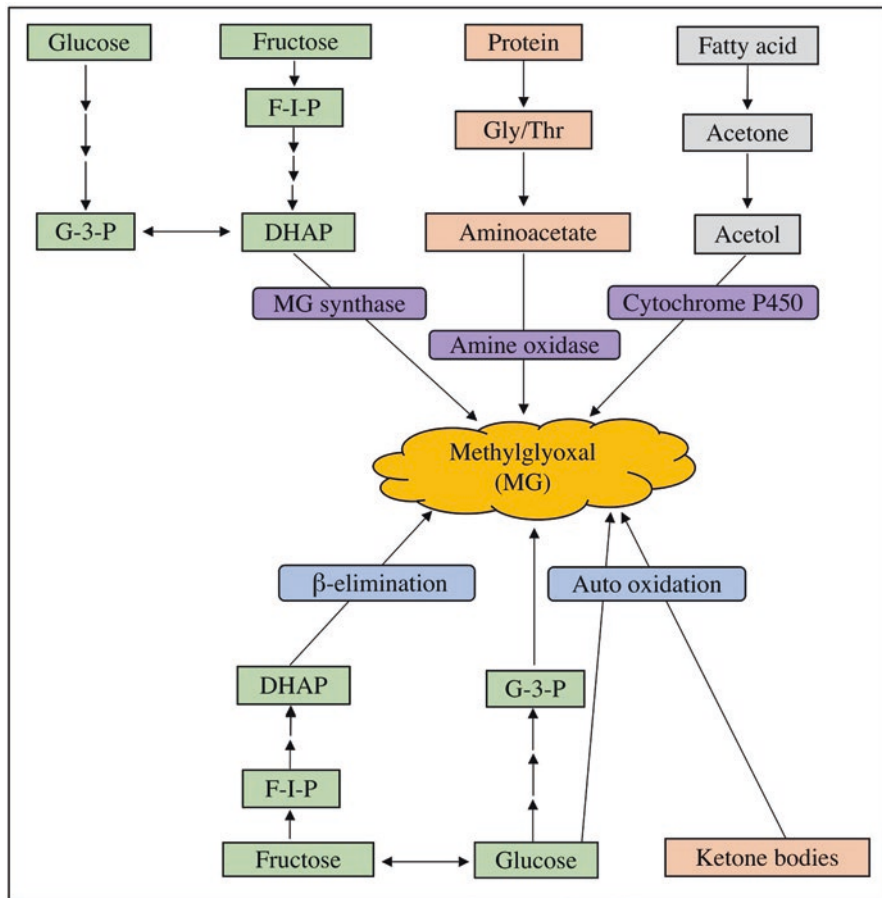 Glucose
Fructose
Protein
Fatty acid
F-I-P
Gly/Thr
Acetone
G-3-P
DHAP
Aminoacetate
Acetol
MG synthase
Cytochrome P450
Amine oxidase
Methylglyoxal
(MG)
β-elimination
Auto oxidation
DHAP
G-3-P
F-I-P
Fructose
Glucose
Ketone bodies